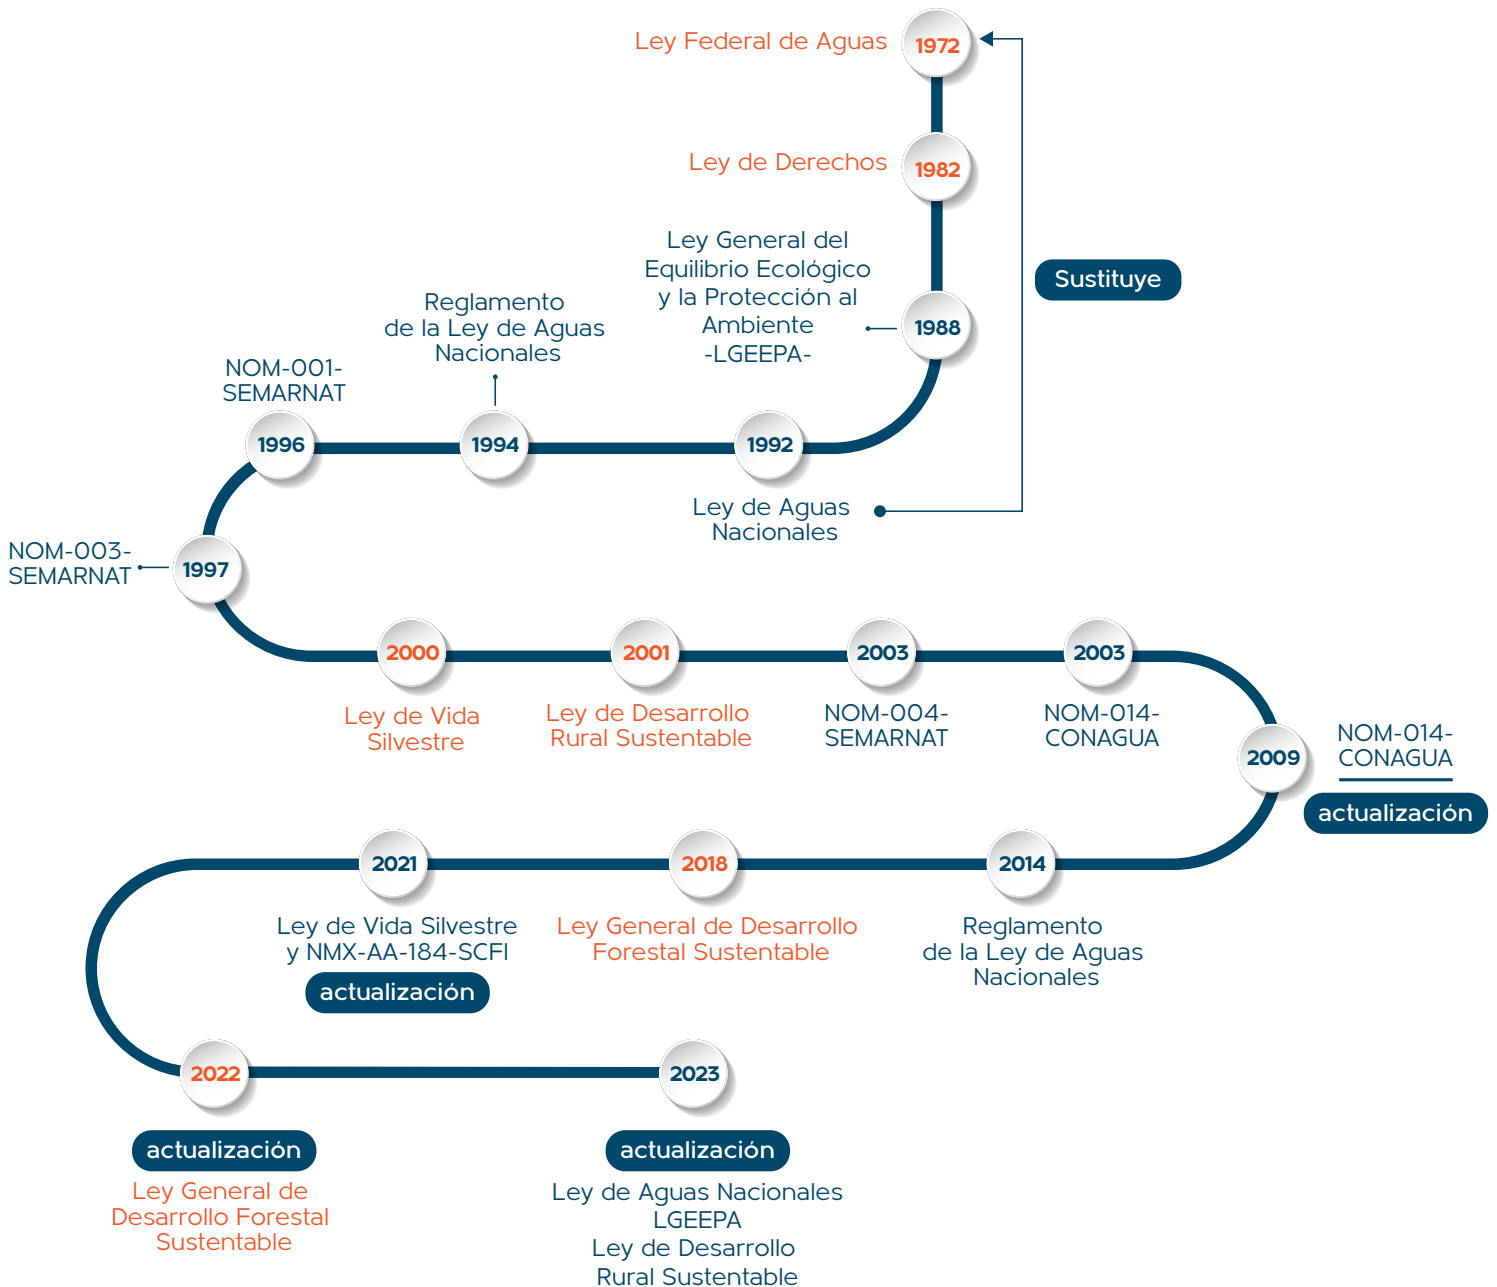 Ley Federal de Aguas
1972
Ley de Derechos
1982
Ley General del
Equilibrio Ecológico
y la Protección al
Ambiente
-LGEEPA-
1988
Sustituye
Reglamento
de la Ley de Aguas
Nacionales
NOM-001-
SEMARNAT
1996
1994
1992
Ley de Aguas
Nacionales
NOM-003-
SEMARNAT
1997
2000
2001
2003
2003
Ley de Vida
Silvestre
Ley de Desarrollo
Rural Sustentable
NOM-004-
SEMARNAT
NOM-014-
CONAGUA
2009
NOM-014-
CONAGUA
actualización
2021
2018
2014
Ley de Vida Silvestre
y NMX-AA-184-SCFI
actualización
Ley General de Desarrollo
Forestal Sustentable
Reglamento
de la Ley de Aguas
Nacionales
2022
2023
actualización
Ley General de
Desarrollo Forestal
Sustentable
actualización
Ley de Aguas Nacionales
LGEEPA
Ley de Desarrollo
Rural Sustentable